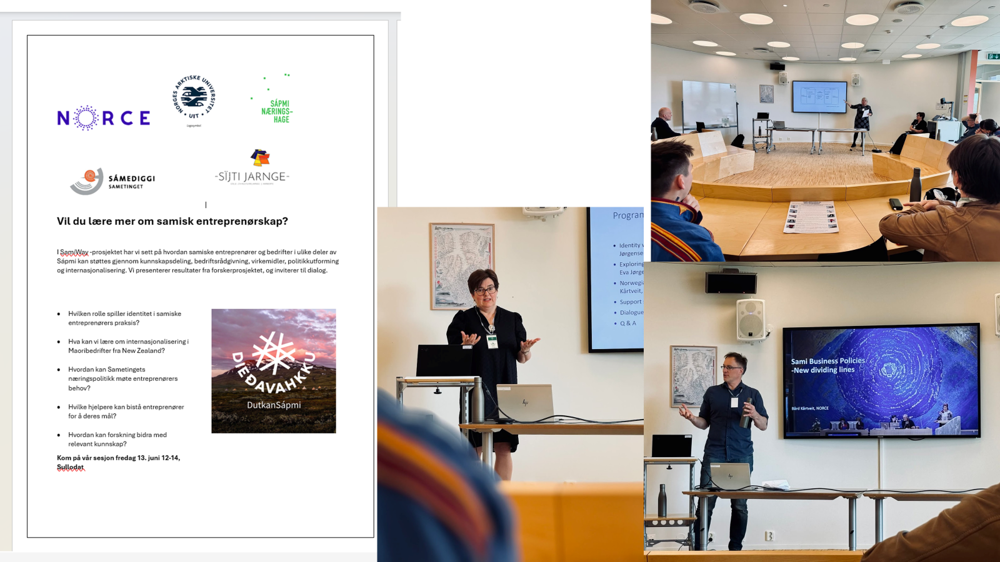 NORCE
NORGES ARKTISKE UNIVERSITET
UIT
Logosymbol
SÁPMI
NÆRINGS-
HAGE
SÁMEDIGGI
SAMETINGET
-SÏJTI JARNGE-
Vil du lære mer om samisk entreprenørskap?
I SamiWay -prosjektet har vi sett på hvordan samiske entreprenører og bedrifter i ulike deler av
Sápmi kan støttes gjennom kunnskapsdeling, bedriftsrådgivning, virkemidler, politikkutforming
og internasjonalisering. Vi presenterer resultater fra forskerprosjektet, og inviterer til dialog.
• Hvilken rolle spiller identitet i samiske
entreprenørers praksis?
• Hva kan vi lære om internasjonalisering i
Maoribedrifter fra New Zealand?
• Hvordan kan Sametingets
næringspolitikk møte entreprenørers
behov?
• Hvilke hjelpere kan bistå entreprenører
for å deres mål?
• Hvordan kan forskning bidra med
relevant kunnskap?
Kom på vår sesjon fredag 13. juni 12-14,
Sullodat
DIEĐAVAHKKU
DutkanSápmi
Program
• Identity
Jørgense
• Exploring
Eva Jørge
• Norwegia
Kårtveit,
• Support
• Dialogue
• Q & A
hp
Sami Business Policies
-New dividing lines
Bård Kårtveit, NORCE
hp